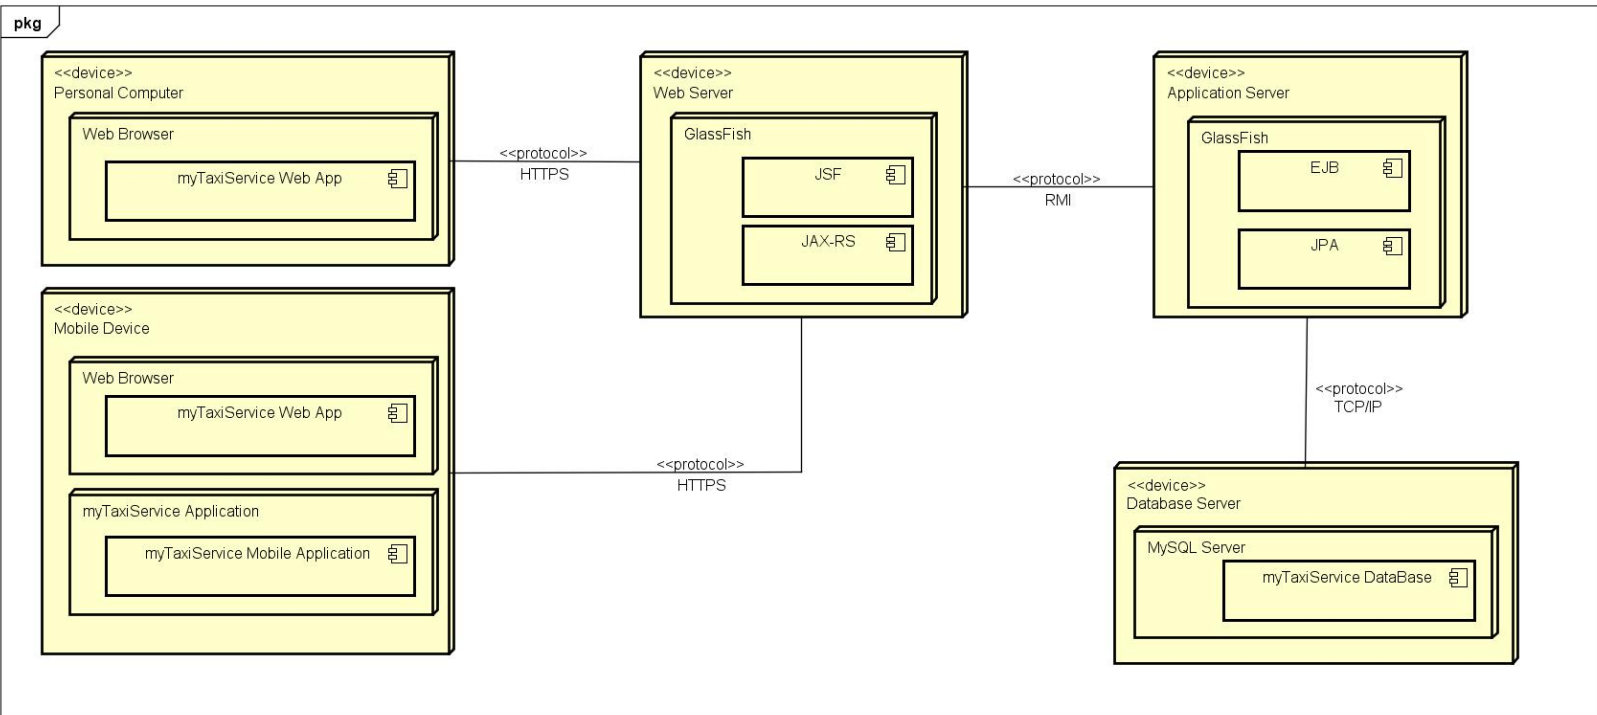 pkg
<<device>>
Personal Computer
Web Browser
myTaxiService Web App
<<protocol>>
HTTPS
<<device>>
Web Server
GlassFish
JSF
JAX-RS
<<protocol>>
RMI
<<device>>
Application Server
GlassFish
EJB
JPA
<<device>>
Mobile Device
Web Browser
myTaxiService Web App
myTaxiService Application
myTaxiService Mobile Application
<<protocol>>
HTTPS
<<protocol>>
TCP/IP
<<device>>
Database Server
MySQL Server
myTaxiService DataBase